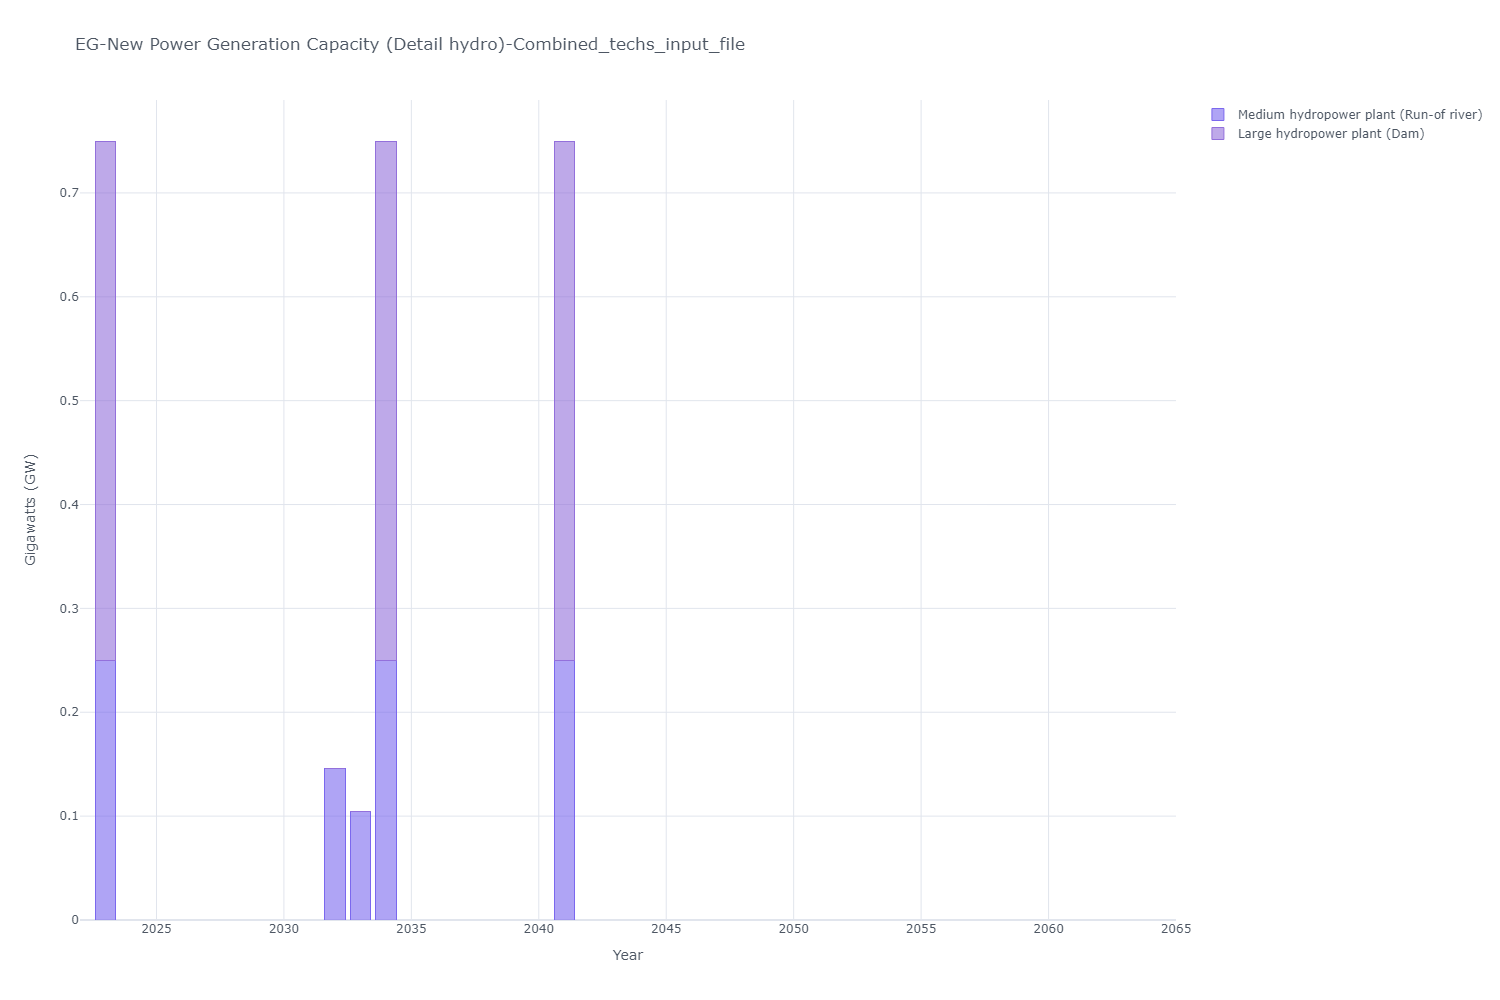 EG-New Power Generation Capacity (Detail hydro)-Combined_techs_input_file
Medium hydropower plant (Run-of river)
Large hydropower plant (Dam)
0.7
0.6
0.5
0.4
0.3
0.2
0.1
0
Gigawatts (GW)
2025 2030 2035 2040 2045 2050 2055 2060 2065
Year